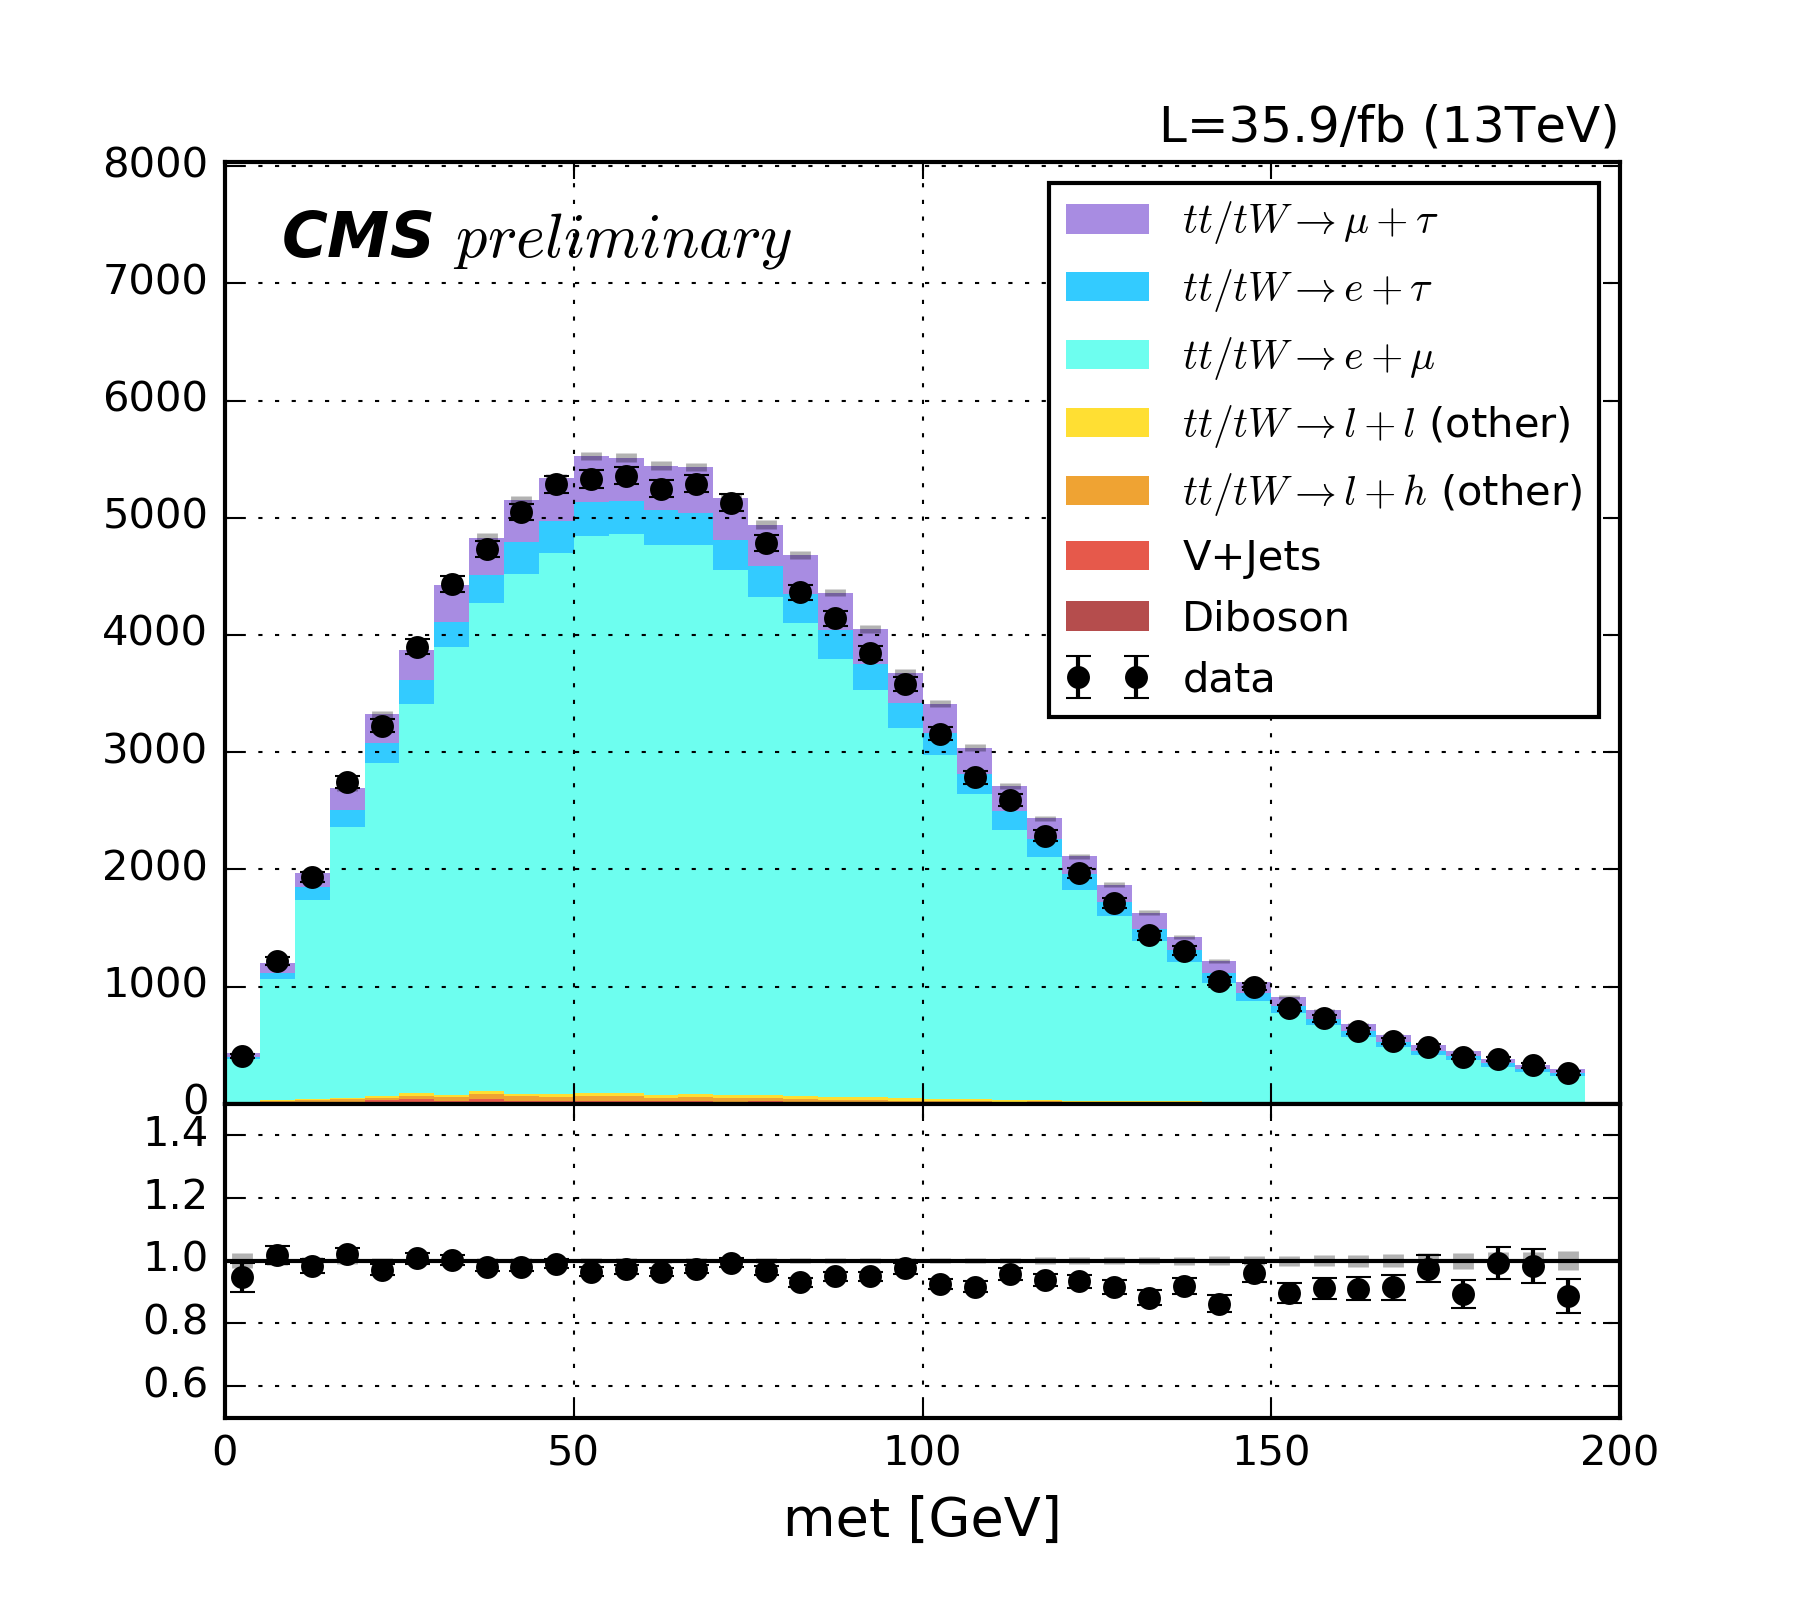 L=35.9/fb (13TeV)
CMS preliminary
8000
7000
6000
5000
4000
3000
2000
1000
0
tt/tW → μ + τ
tt/tW → e + τ
tt/tW → e + μ
tt/tW → l + l (other)
tt/tW → l + h (other)
V+Jets
Diboson
data
1.4
1.2
1.0
0.8
0.6
0 50 100 150 200
met [GeV]